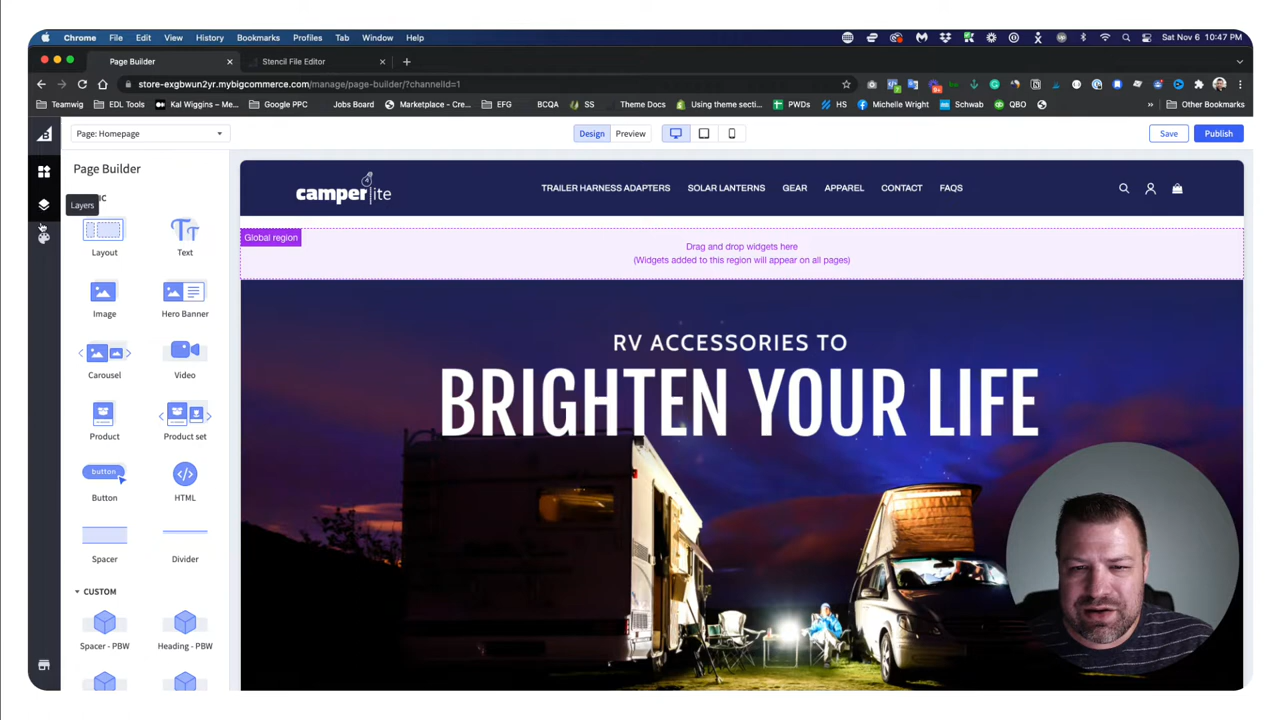 Chrome File Edit View History Bookmarks Profiles Tab Window Help
Sat Nov 6 10:47 PM
Page Builder
Stencil File Editor
store-exgbwun2yr.mybigcommerce.com/manage/page-builder/?channelId=1
Teamwig EDL Tools Kal Wiggins – Me... Google PPC Jobs Board Marketplace - Cre... EFG BCQA SS Theme Docs Using theme secti... PWDs HS Michelle Wright Schwab QBO » Other Bookmarks
Page: Homepage
Design Preview
Save Publish
Page Builder
Layers
Layout Text
Image Hero Banner
Carousel Video
Product Product set
button
Button HTML
Spacer Divider
CUSTOM
Spacer - PBW Heading - PBW
camper lite
TRAILER HARNESS ADAPTERS SOLAR LANTERNS GEAR APPAREL CONTACT FAQS
Global region
Drag and drop widgets here
(Widgets added to this region will appear on all pages)
RV ACCESSORIES TO
BRIGHTEN YOUR LIFE